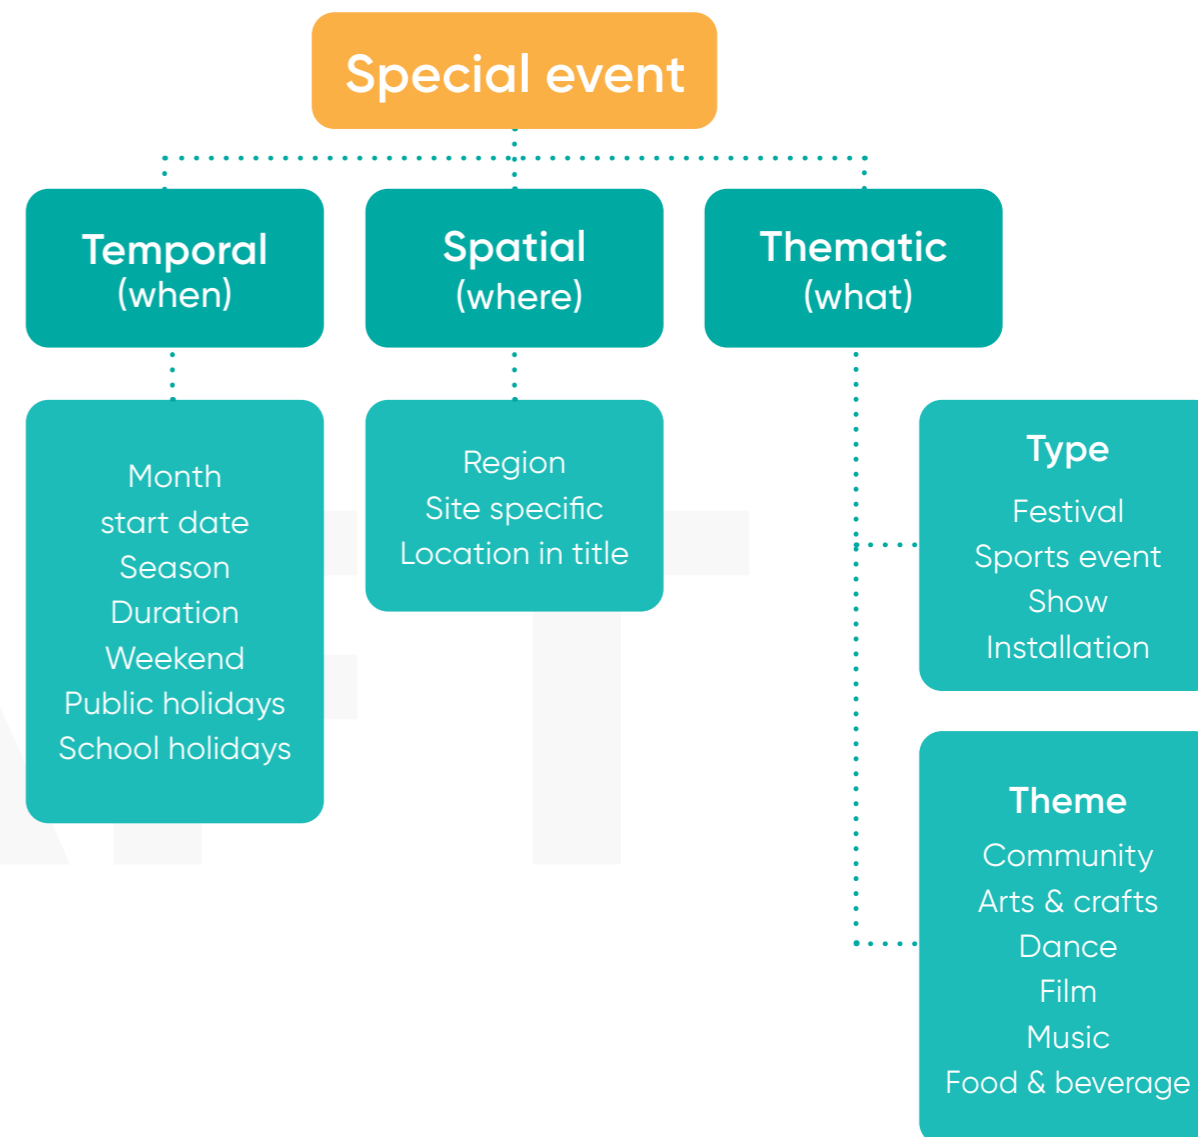 Special event
Temporal
(when)
Spatial
(where)
Thematic
(what)
Month
start date
Season
Duration
Weekend
Public holidays
School holidays
Region
Site specific
Location in title
Type
Festival
Sports event
Show
Installation
Theme
Community
Arts & crafts
Dance
Film
Music
Food & beverage